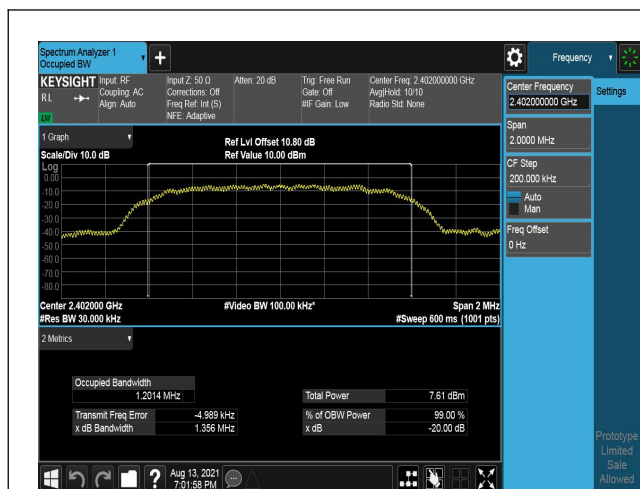 Spectrum Analyzer 1
Occupied BW
+
Frequency
KEYSIGHT
R L
LXI
Input: RF
Coupling: AC
Align: Auto
Input Z: 50 Ω
Corrections: Off
Freq Ref: Int (S)
NFE: Adaptive
Atten: 20 dB
Trig: Free Run
Gate: Off
#IF Gain: Low
Center Freq: 2.402000000 GHz
Avg|Hold: 10/10
Radio Std: None
Center Frequency
2.402000000 GHz
Settings
Span
2.0000 MHz
CF Step
200.000 kHz
Auto
Man
Freq Offset
0 Hz
1 Graph
Scale/Div 10.0 dB
Ref Lvl Offset 10.80 dB
Ref Value 10.00 dBm
Log
0.00
-10.0
-20.0
-30.0
-40.0
-50.0
-60.0
-70.0
-80.0
Center 2.402000 GHz
#Res BW 30.000 kHz
#Video BW 100.00 kHz*
Span 2 MHz
#Sweep 600 ms (1001 pts)
2 Metrics
Occupied Bandwidth
1.2014 MHz
Total Power 7.61 dBm
Transmit Freq Error -4.989 kHz
% of OBW Power 99.00 %
x dB Bandwidth 1.356 MHz
x dB -20.00 dB
Prototype
Limited
Sale
Allowed
?
Aug 13, 2021
7:01:58 PM